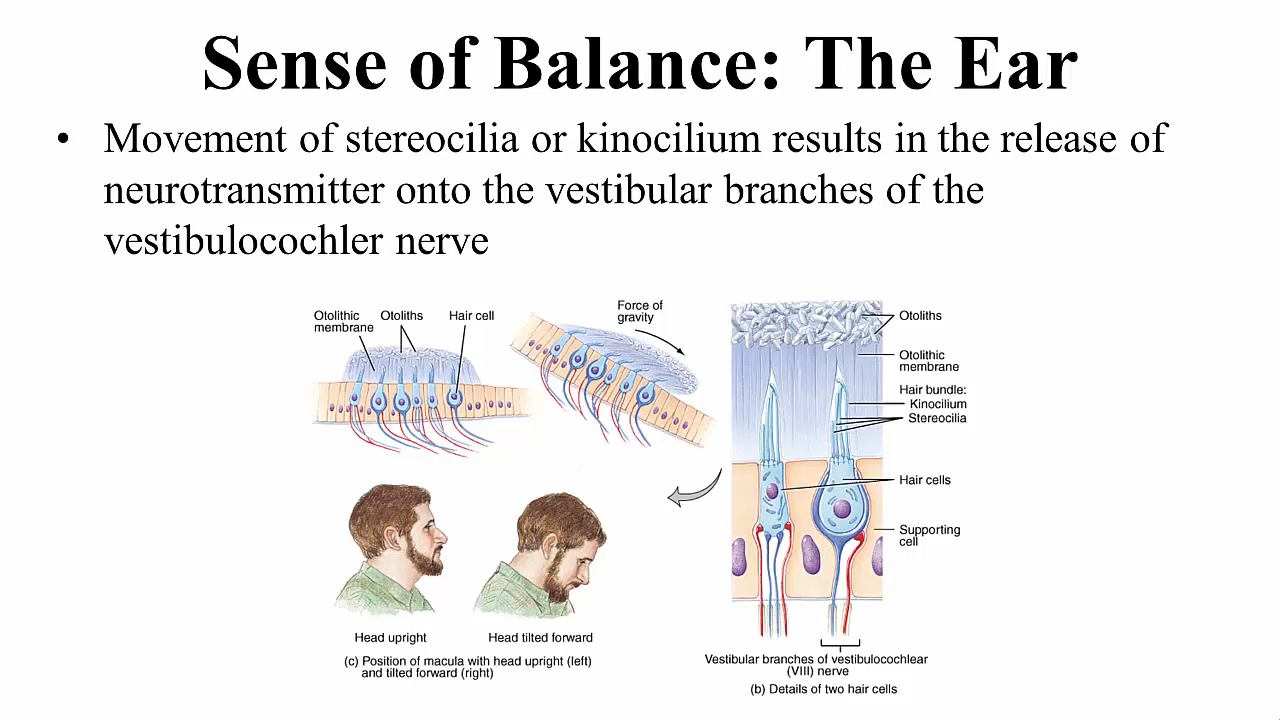 Sense of Balance: The Ear
• Movement of stereocilia or kinocilium results in the release of
neurotransmitter onto the vestibular branches of the
vestibulocochler nerve
Otolithic
membrane
Otoliths
Hair cell
Force of
gravity
Head upright
Head tilted forward
(c) Position of macula with head upright (left)
and tilted forward (right)
Otoliths
Otolithic
membrane
Hair bundle:
Kinocilium
Stereocilia
Hair cells
Supporting
cell
Vestibular branches of vestibulocochlear
(VIII) nerve
(b) Details of two hair cells